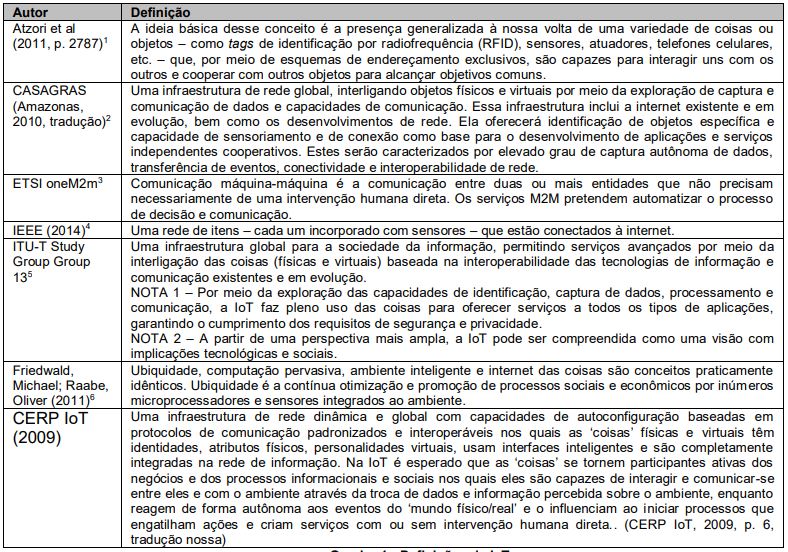 Autor Definição
Atzori et al A ideia básica desse conceito é a presença generalizada à nossa volta de uma variedade de coisas ou
(2011, p. 2787)1 objetos – como tags de identificação por radiofrequência (RFID), sensores, atuadores, telefones celulares,
etc. – que, por meio de esquemas de endereçamento exclusivos, são capazes para interagir uns com os
outros e cooperar com outros objetos para alcançar objetivos comuns.
CASAGRAS Uma infraestrutura de rede global, interligando objetos físicos e virtuais por meio da exploração de captura e
(Amazonas, comunicação de dados e capacidades de comunicação. Essa infraestrutura inclui a internet existente e em
2010, tradução)2 evolução, bem como os desenvolvimentos de rede. Ela oferecerá identificação de objetos específica e
capacidade de sensoriamento e de conexão como base para o desenvolvimento de aplicações e serviços
independentes cooperativos. Estes serão caracterizados por elevado grau de captura autônoma de dados,
transferência de eventos, conectividade e interoperabilidade de rede.
ETSI oneM2m3 Comunicação máquina-máquina é a comunicação entre duas ou mais entidades que não precisam
necessariamente de uma intervenção humana direta. Os serviços M2M pretendem automatizar o processo
de decisão e comunicação.
IEEE (2014)4 Uma rede de itens – cada um incorporado com sensores – que estão conectados à internet.
ITU-T Study Uma infraestrutura global para a sociedade da informação, permitindo serviços avançados por meio da
Group Group interligação das coisas (físicas e virtuais) baseada na interoperabilidade das tecnologias de informação e
135 comunicação existentes e em evolução.
NOTA 1 – Por meio da exploração das capacidades de identificação, captura de dados, processamento e
comunicação, a IoT faz pleno uso das coisas para oferecer serviços a todos os tipos de aplicações,
garantindo o cumprimento dos requisitos de segurança e privacidade.
NOTA 2 – A partir de uma perspectiva mais ampla, a IoT pode ser compreendida como uma visão com
implicações tecnológicas e sociais.
Friedwald, Ubiquidade, computação pervasiva, ambiente inteligente e internet das coisas são conceitos praticamente
Michael; Raabe, idênticos. Ubiquidade é a contínua otimização e promoção de processos sociais e econômicos por inúmeros
Oliver (2011)6 microprocessadores e sensores integrados ao ambiente.
CERP IoT Uma infraestrutura de rede dinâmica e global com capacidades de autoconfiguração baseadas em
(2009) protocolos de comunicação padronizados e interoperáveis nos quais as ‘coisas’ físicas e virtuais têm
identidades, atributos físicos, personalidades virtuais, usam interfaces inteligentes e são completamente
integradas na rede de informação. Na IoT é esperado que as ‘coisas’ se tornem participantes ativas dos
negócios e dos processos informacionais e sociais nos quais eles são capazes de interagir e comunicar-se
entre eles e com o ambiente através da troca de dados e informação percebida sobre o ambiente, enquanto
reagem de forma autônoma aos eventos do ‘mundo físico/real’ e o influenciam ao iniciar processos que
engatilham ações e criam serviços com ou sem intervenção humana direta.. (CERP IoT, 2009, p. 6,
tradução nossa)